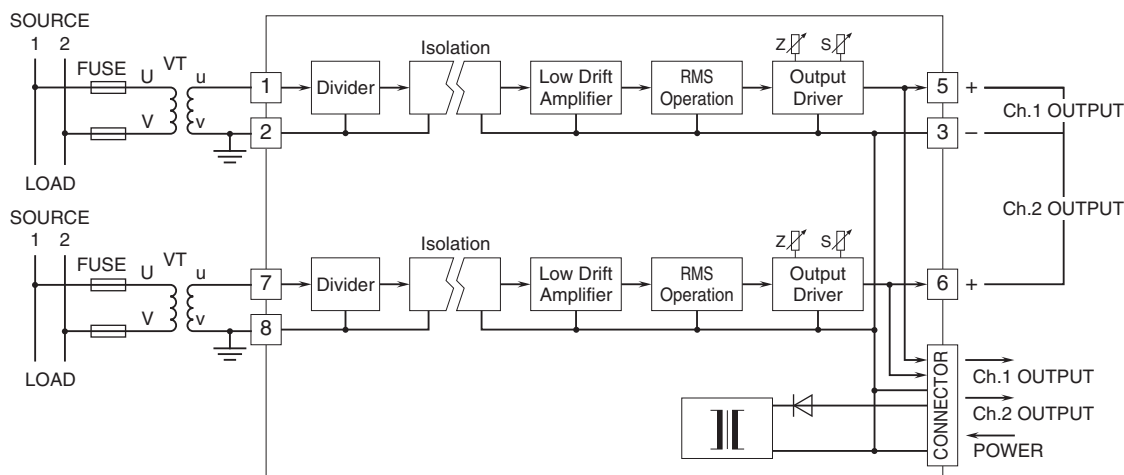 SOURCE
1 2
FUSE
U VT u
V v
LOAD
1
2
Divider
Isolation
Low Drift
Amplifier
RMS
Operation
Z S
Output
Driver
5 +
3 –
Ch.1 OUTPUT
Ch.2 OUTPUT
SOURCE
1 2
FUSE
U VT u
V v
LOAD
7
8
Divider
Isolation
Low Drift
Amplifier
RMS
Operation
Z S
Output
Driver
6 +
CONNECTOR
Ch.1 OUTPUT
Ch.2 OUTPUT
POWER